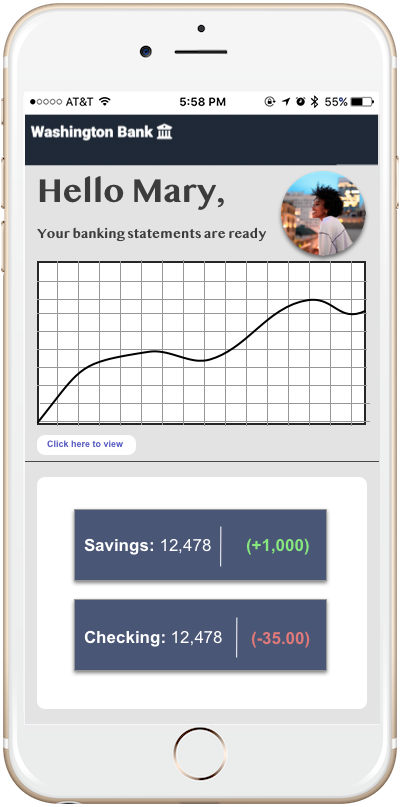 AT&T 5:58 PM 55%
Washington Bank
Hello Mary,
Your banking statements are ready
Click here to view
Savings: 12,478 (+1,000)
Checking: 12,478 (-35.00)